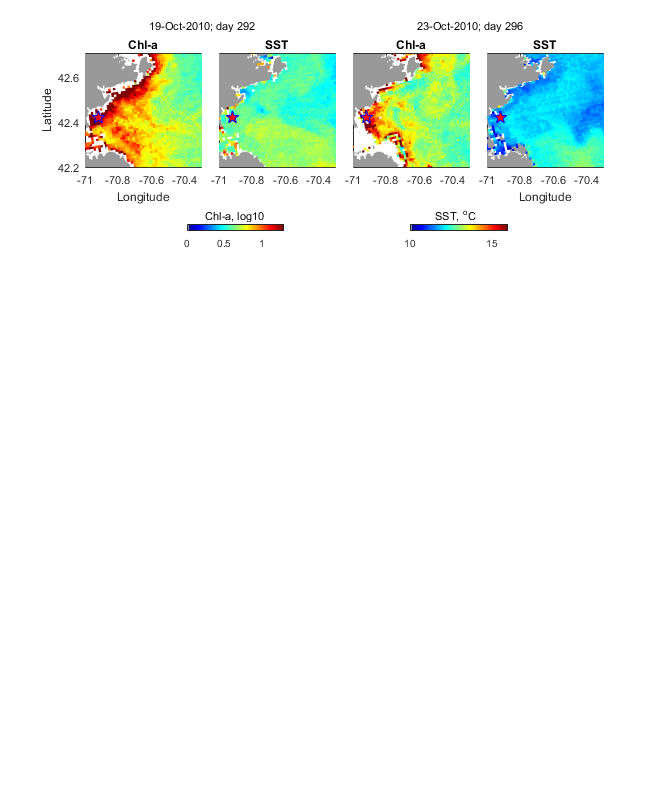 19-Oct-2010; day 292
23-Oct-2010; day 296
Chl-a
SST
Chl-a
SST
Latitude
42.6
42.4
42.2
-71 -70.8 -70.6 -70.4
-71 -70.8 -70.6 -70.4
-71 -70.8 -70.6 -70.4
-71 -70.8 -70.6 -70.4
Longitude
Longitude
Chl-a, log10
0 0.5 1
SST, °C
10 15